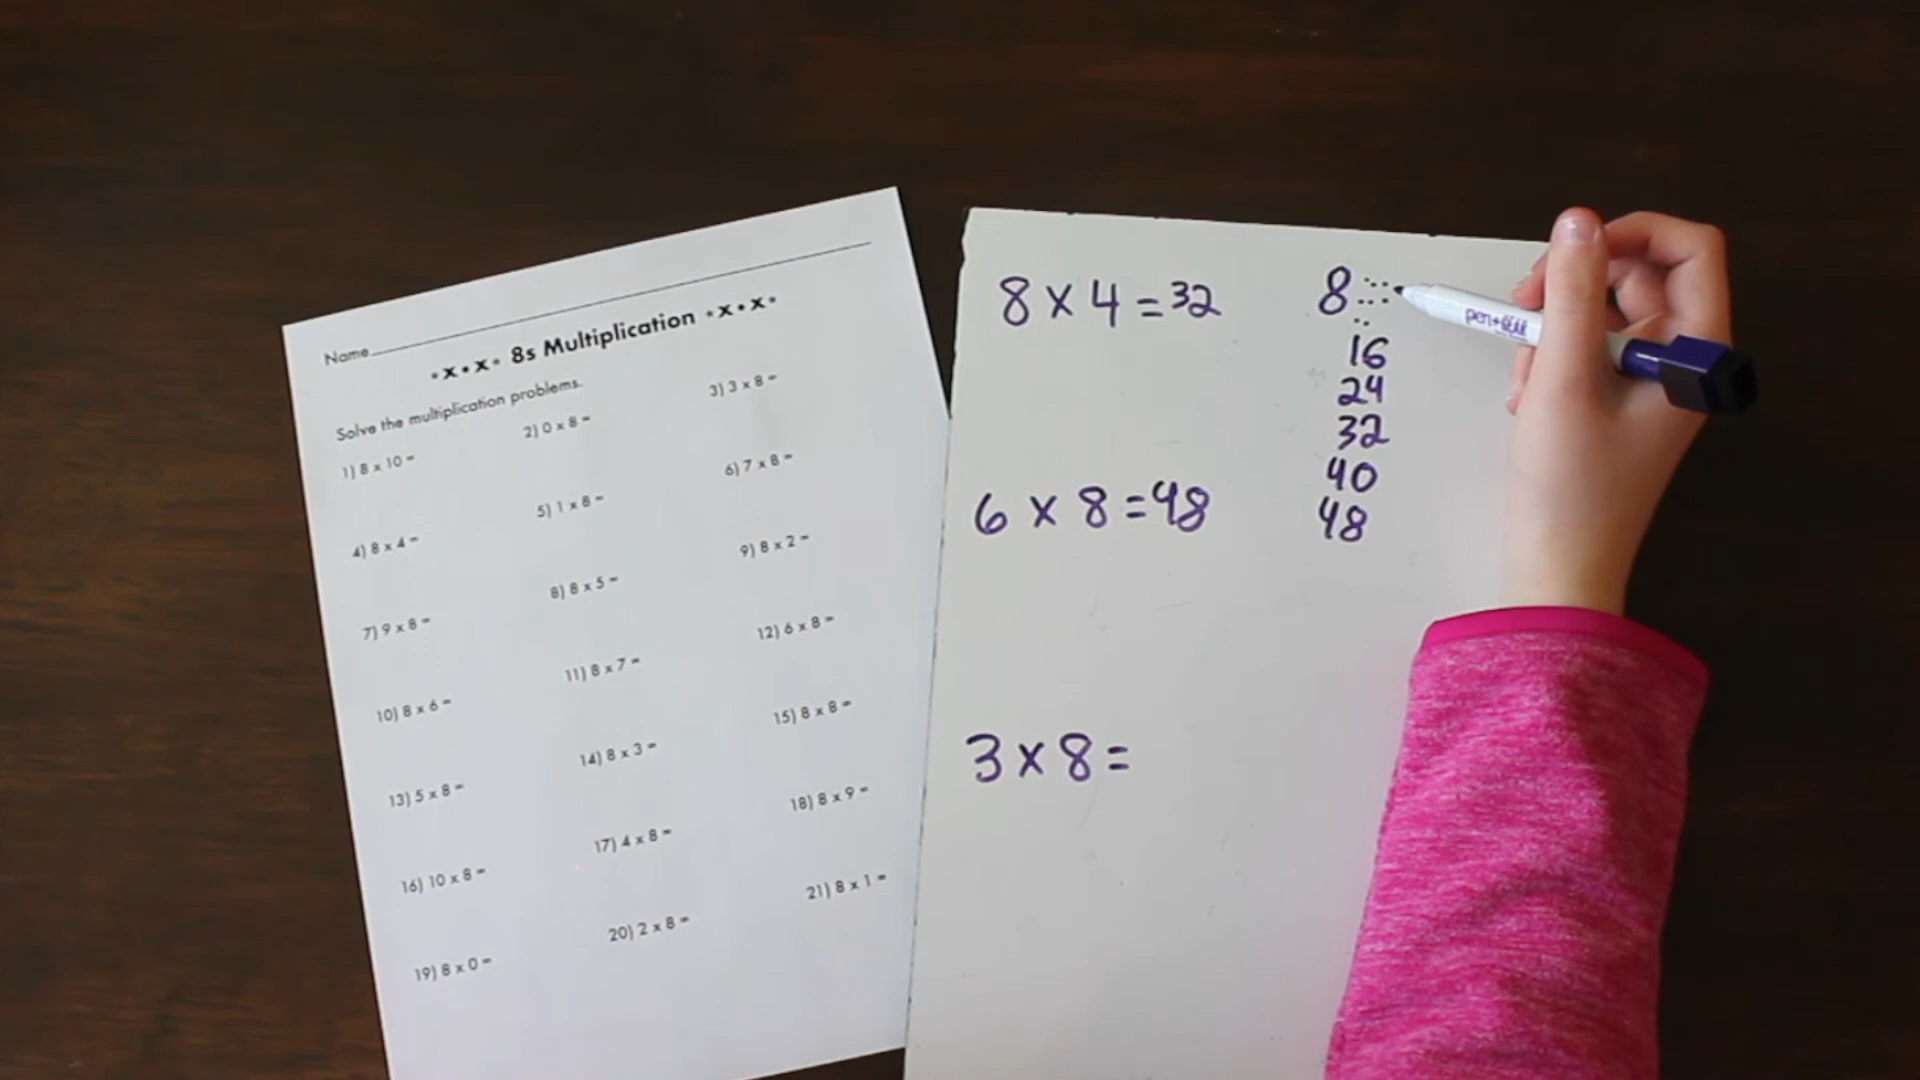 Name
*x•x* 8s Multiplication *x•x*
Solve the multiplication problems.
1) 8 x 10 =
2) 0 x 8 =
3) 3 x 8 =
4) 8 x 4 =
5) 1 x 8 =
6) 7 x 8 =
7) 9 x 8 =
8) 8 x 5 =
9) 8 x 2 =
10) 8 x 6 =
11) 8 x 7 =
12) 6 x 8 =
13) 5 x 8 =
14) 8 x 3 =
15) 8 x 8 =
16) 10 x 8 =
17) 4 x 8 =
18) 8 x 9 =
19) 8 x 0 =
20) 2 x 8 =
21) 8 x 1 =
8 x 4 = 32
6 x 8 = 48
3 x 8 =
8
16
24
32
40
48
pen+gear